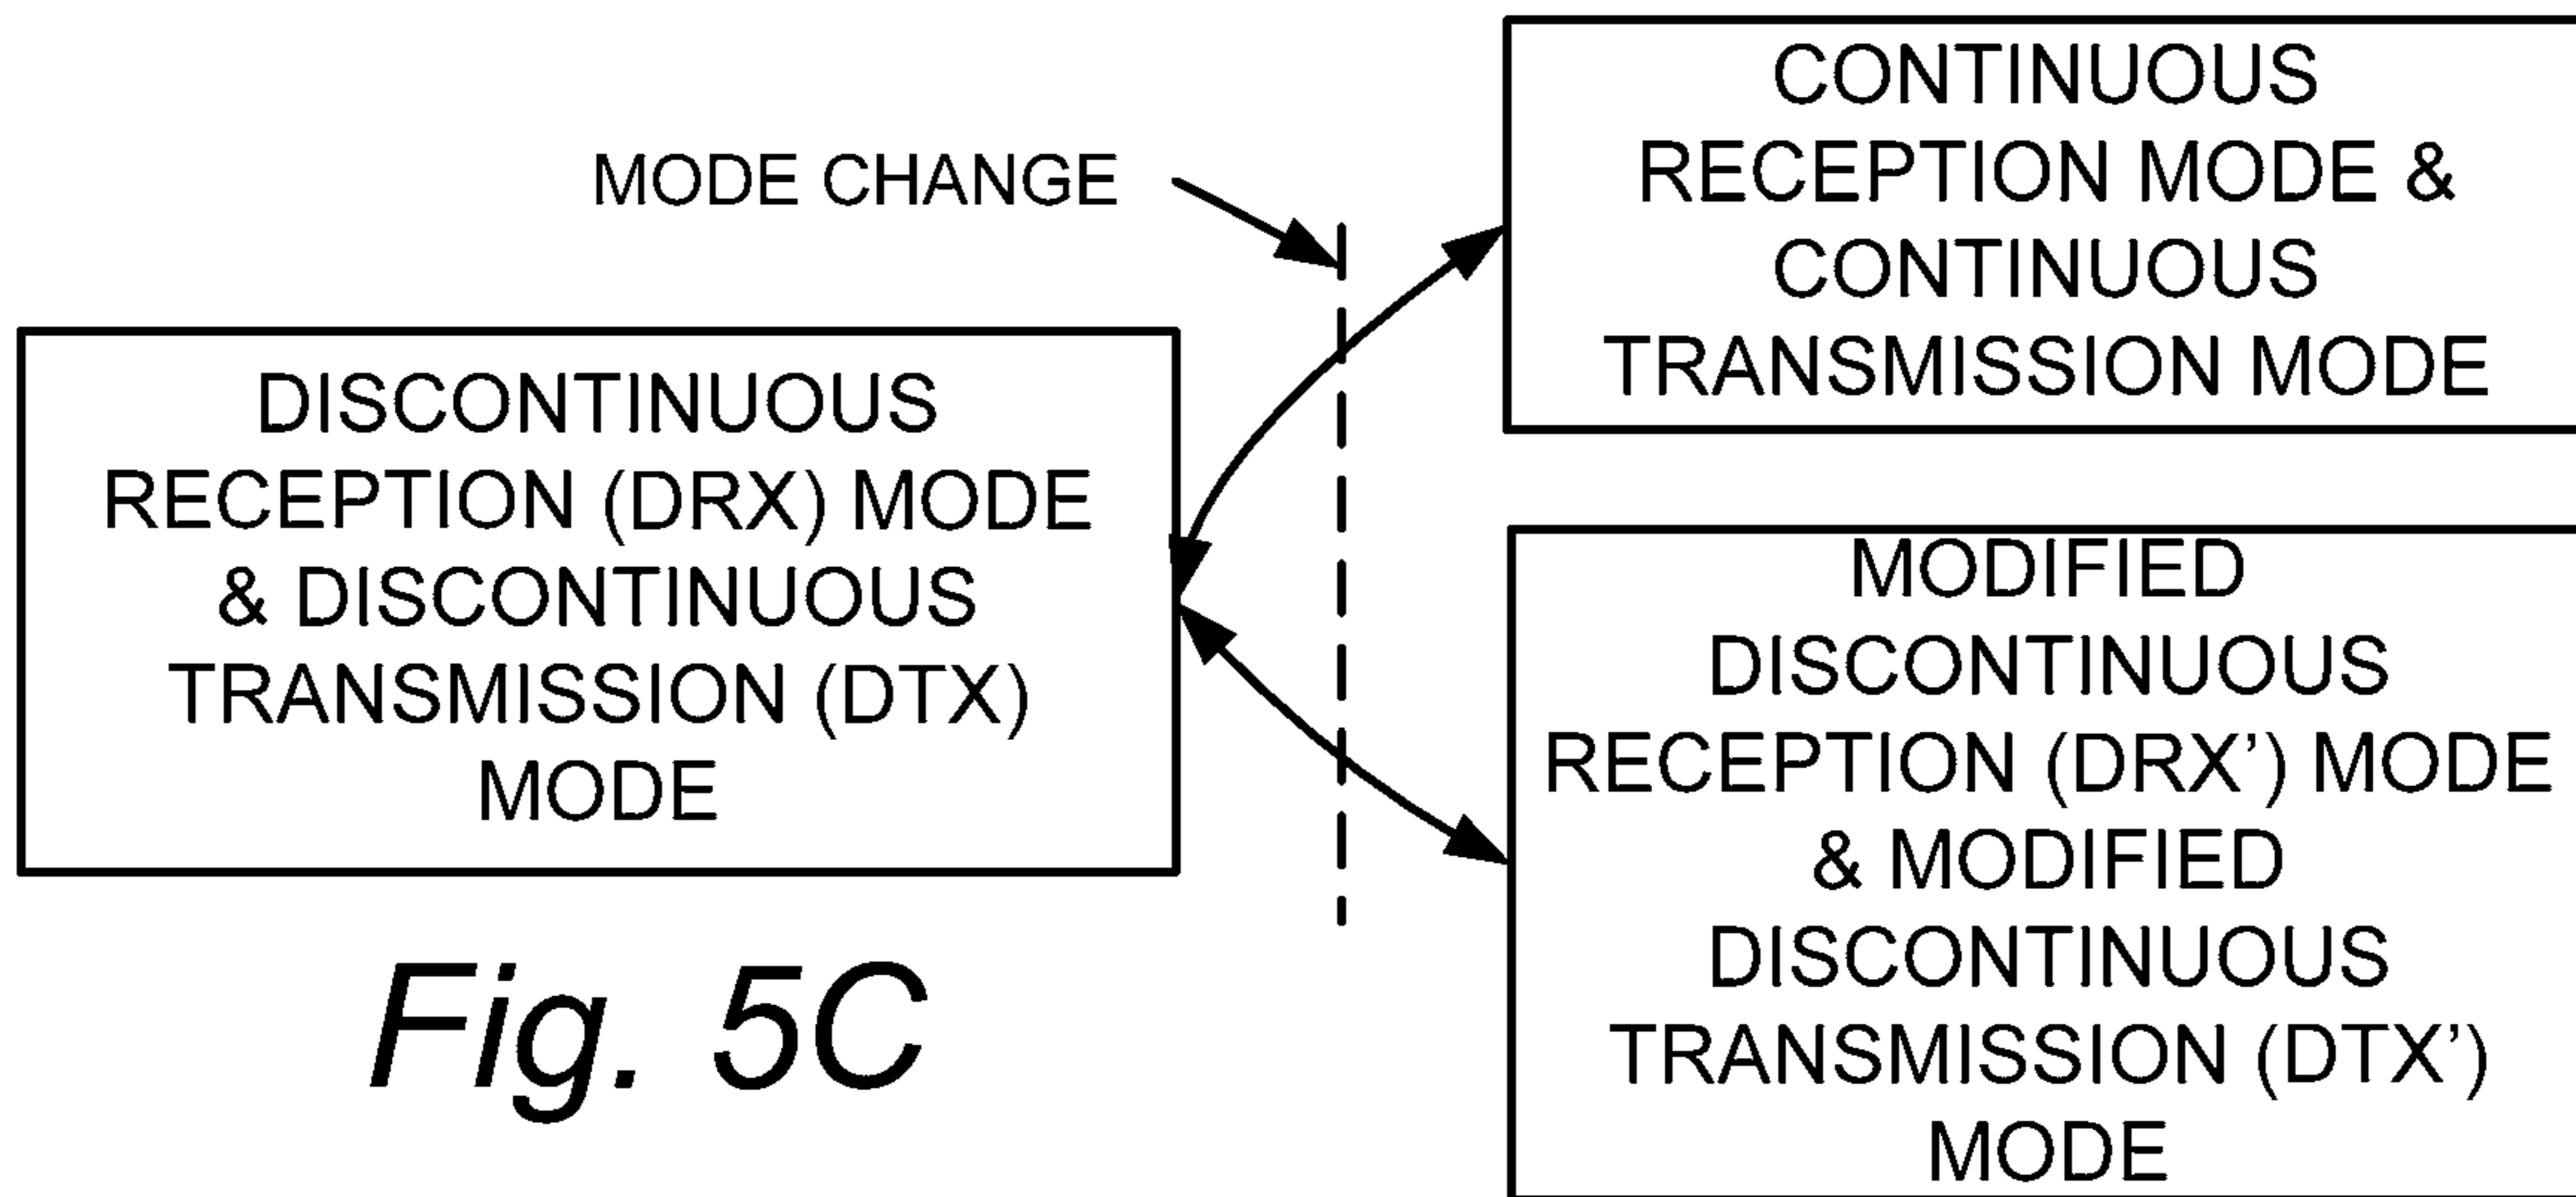 MODE CHANGE
DISCONTINUOUS
RECEPTION (DRX) MODE
& DISCONTINUOUS
TRANSMISSION (DTX)
MODE
CONTINUOUS
RECEPTION MODE &
CONTINUOUS
TRANSMISSION MODE
MODIFIED
DISCONTINUOUS
RECEPTION (DRX’) MODE
& MODIFIED
DISCONTINUOUS
TRANSMISSION (DTX’)
MODE
Fig. 5C